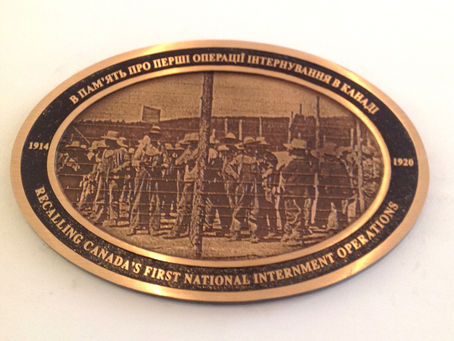 В ПАМ'ЯТЬ ПРО ПЕРШІ ОПЕРАЦІЇ ІНТЕРНУВАННЯ В КАНАДІ
1914
1920
RECALLING CANADA'S FIRST NATIONAL INTERNMENT OPERATIONS